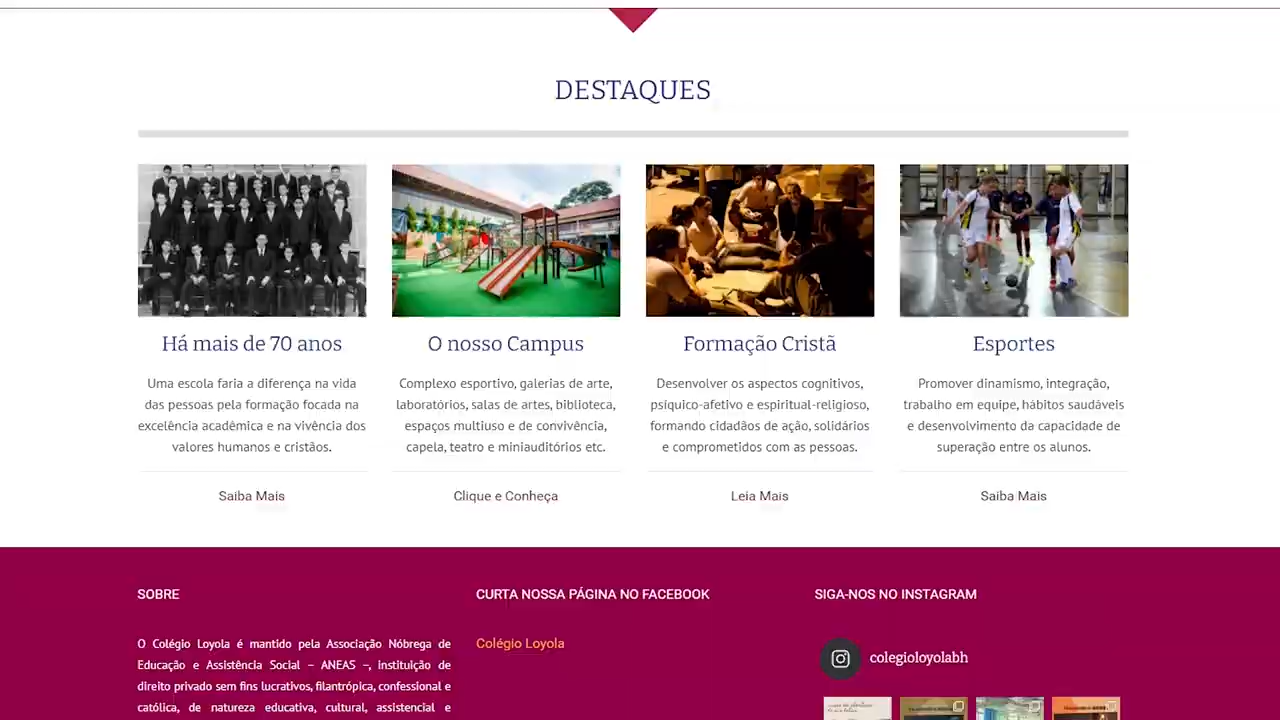 DESTAQUES
Há mais de 70 anos
Uma escola faria a diferença na vida
das pessoas pela formação focada na
excelência acadêmica e na vivência dos
valores humanos e cristãos.
Saiba Mais
O nosso Campus
Complexo esportivo, galerias de arte,
laboratórios, salas de artes, biblioteca,
espaços multiuso e de convivência,
capela, teatro e miniauditórios etc.
Clique e Conheça
Formação Cristã
Desenvolver os aspectos cognitivos,
psíquico-afetivo e espiritual-religioso,
formando cidadãos de ação, solidários
e comprometidos com as pessoas.
Leia Mais
Esportes
Promover dinamismo, integração,
trabalho em equipe, hábitos saudáveis
e desenvolvimento da capacidade de
superação entre os alunos.
Saiba Mais
SOBRE
O Colégio Loyola é mantido pela Associação Nóbrega de
Educação e Assistência Social – ANEAS –, instituição de
direito privado sem fins lucrativos, filantrópica, confessional e
católica, de natureza educativa, cultural, assistencial e
CURTA NOSSA PÁGINA NO FACEBOOK
Colégio Loyola
SIGA-NOS NO INSTAGRAM
colegioloyolabh